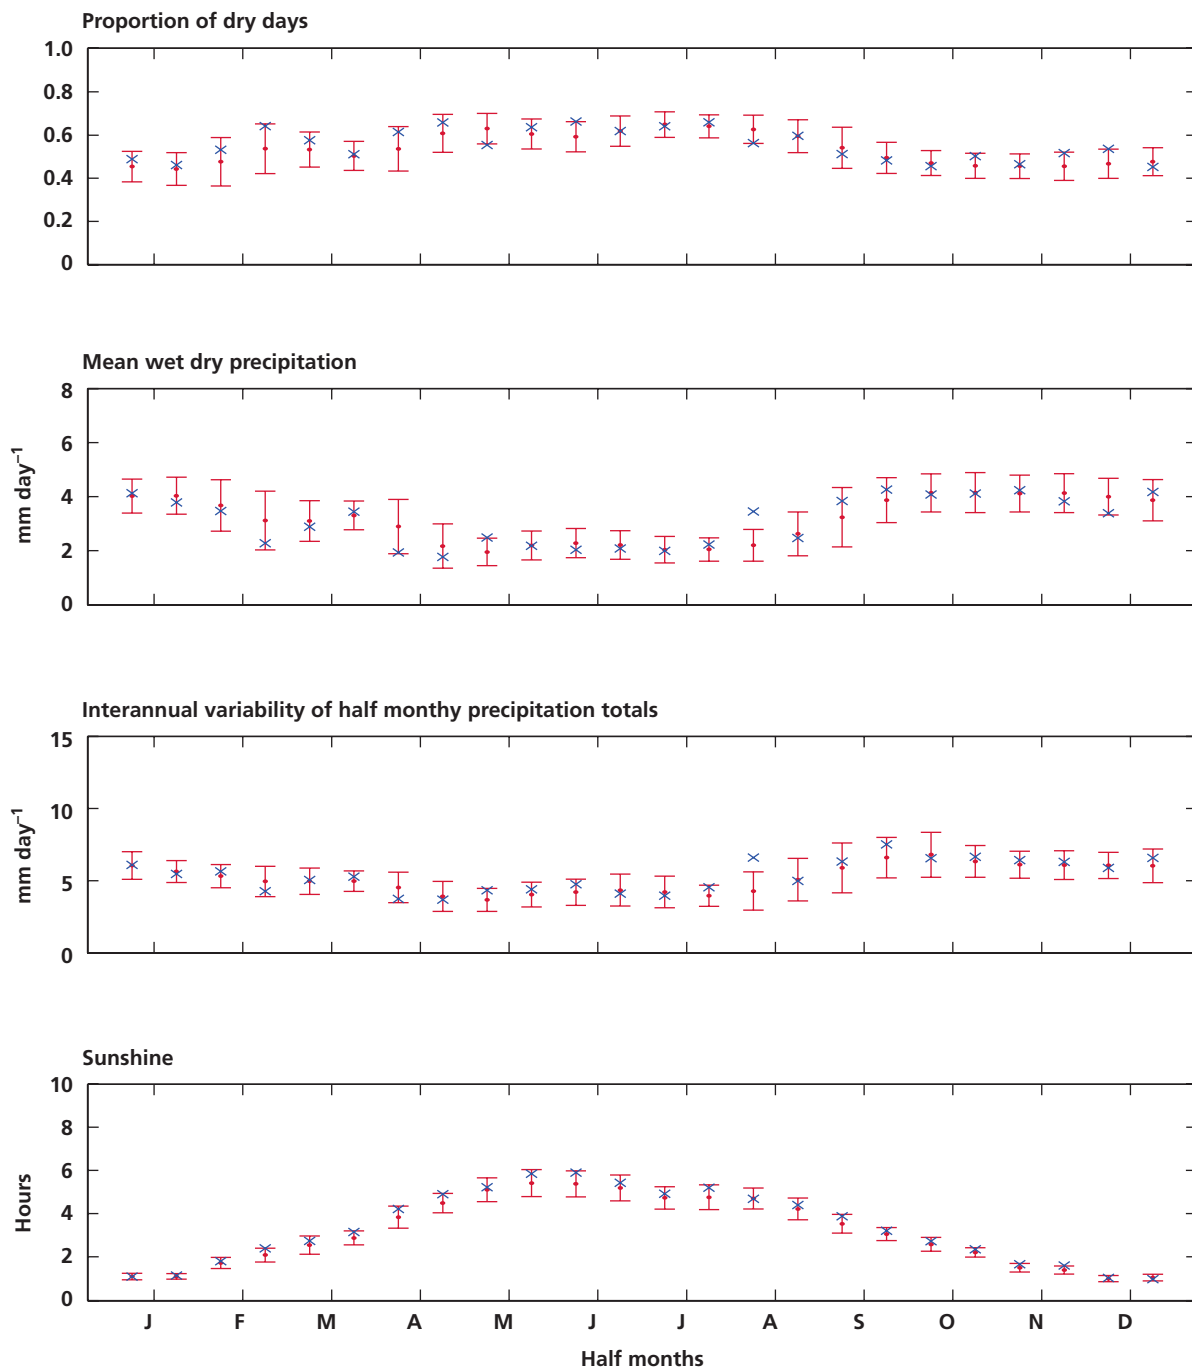 Proportion of dry days
1.0
0.8
0.6
0.4
0.2
0
Mean wet dry precipitation
mm day⁻¹
8
6
4
2
0
Interannual variability of half monthy precipitation totals
mm day⁻¹
15
10
5
0
Sunshine
Hours
10
8
6
4
2
0
J F M A M J J A S O N D
Half months